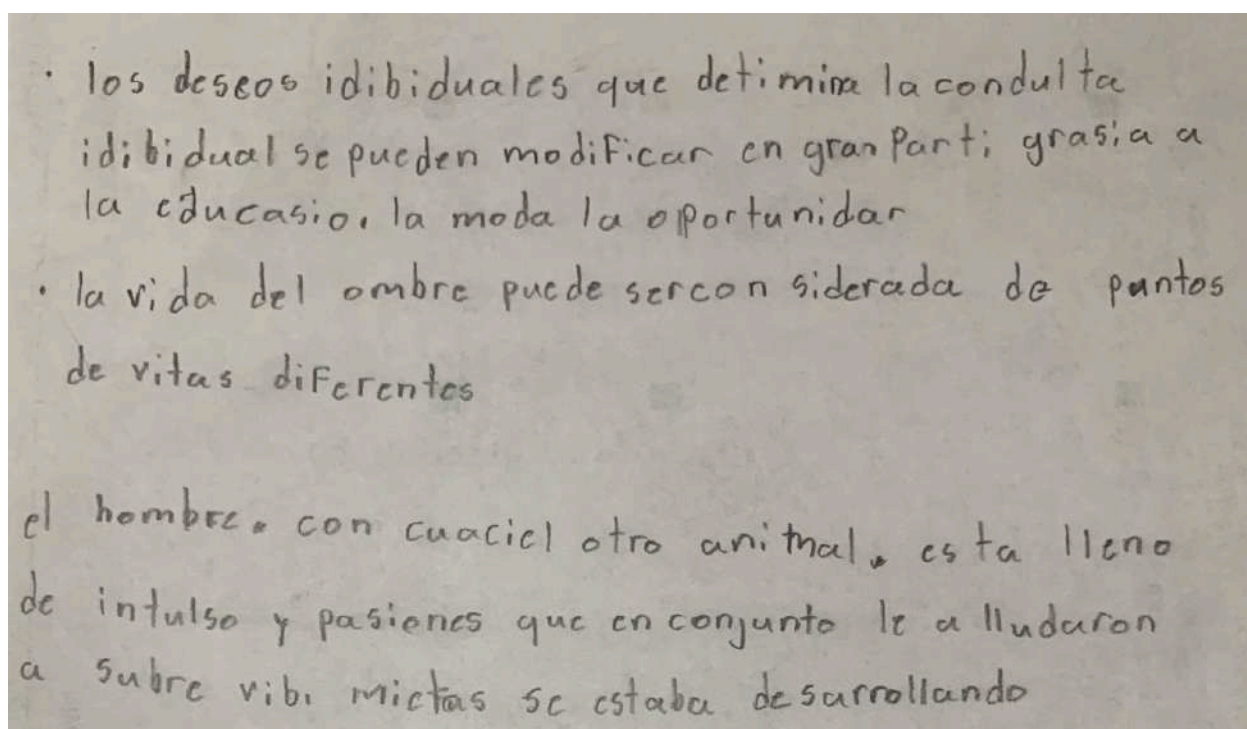 · los deseos idibiduales que detimina la condulta
idibidual se pueden modificar en gran Parti grasia a
la educasio. la moda la oportunidar
· la vida del ombre puede sercon siderada de puntos
de vitas diferentes
el hombre. con cuaciel otro animal. esta lleno
de intulso y pasiones que en conjunto le a lludaron
a subre vibi mictas se estaba desarrollando